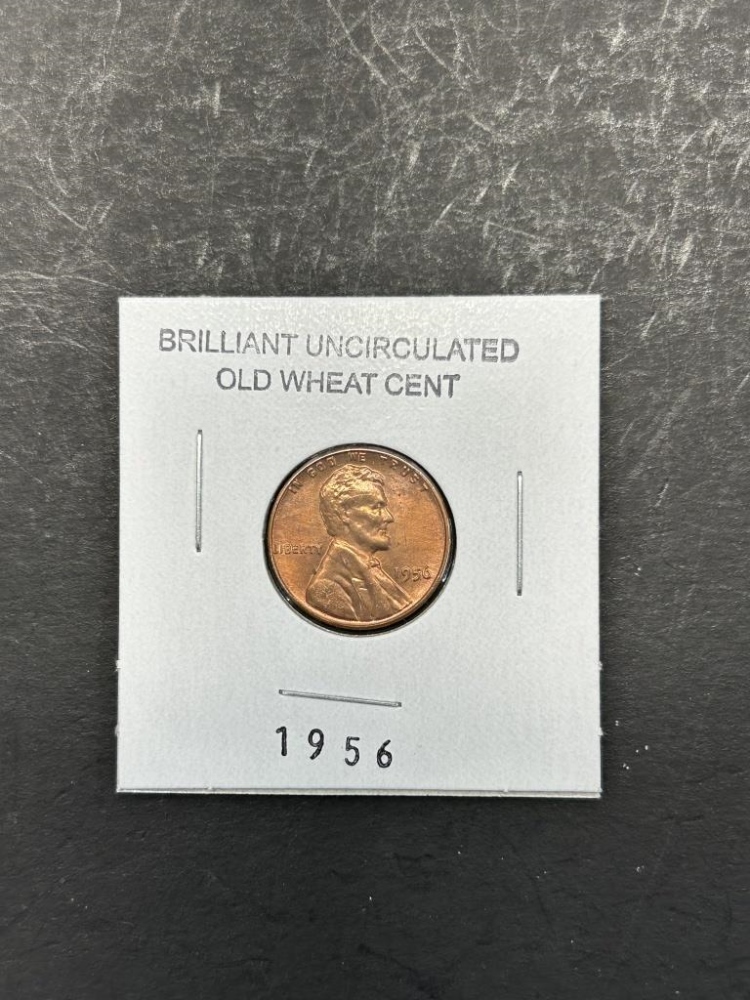 BRILLIANT UNCIRCULATED
OLD WHEAT CENT
IN GOD WE TRUST
LIBERTY
1956
1956